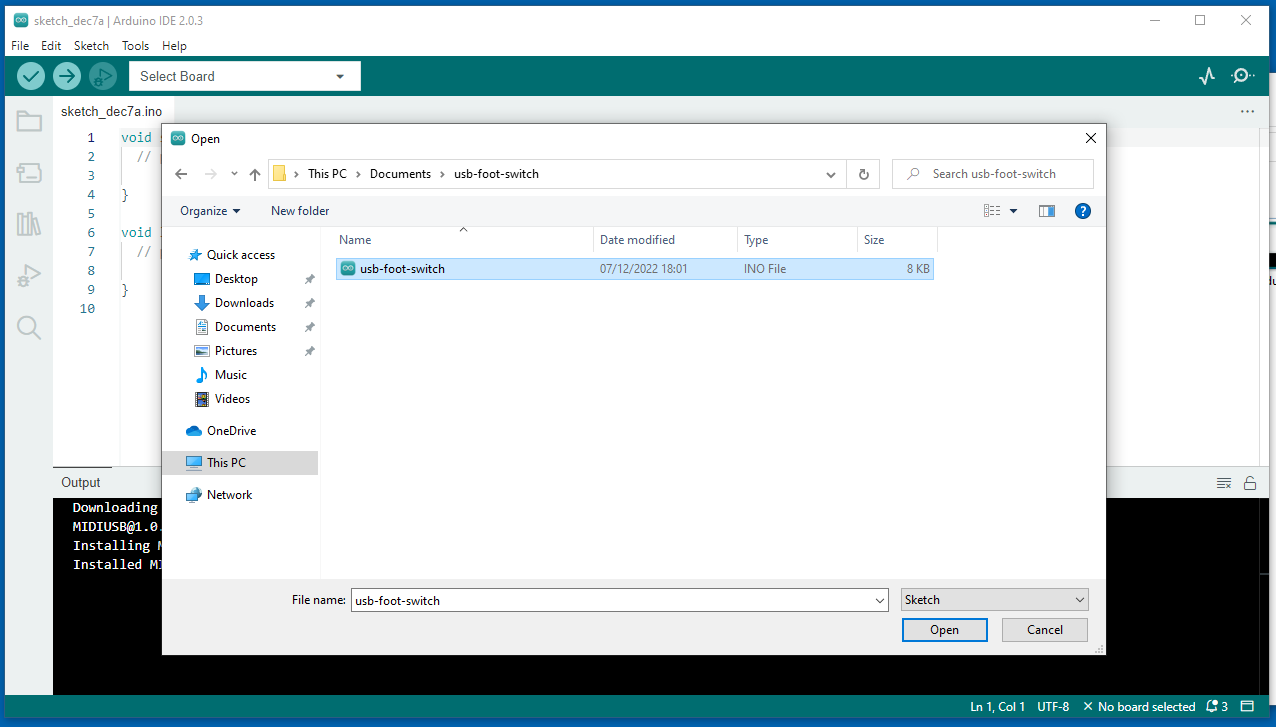 sketch_dec7a | Arduino IDE 2.0.3
File Edit Sketch Tools Help
Select Board
sketch_dec7a.ino
Open
This PC › Documents › usb-foot-switch
Search usb-foot-switch
Organize New folder
Name Date modified Type Size
usb-foot-switch 07/12/2022 18:01 INO File 8 KB
Quick access
Desktop
Downloads
Documents
Pictures
Music
Videos
OneDrive
This PC
Network
File name: usb-foot-switch Sketch
Open Cancel
1 void
2 //
3
4 }
5
6 void
7 //
8
9 }
10
Output
Downloading
MIDIUSB@1.0.
Installing
Installed
Ln 1, Col 1 UTF-8 No board selected 3